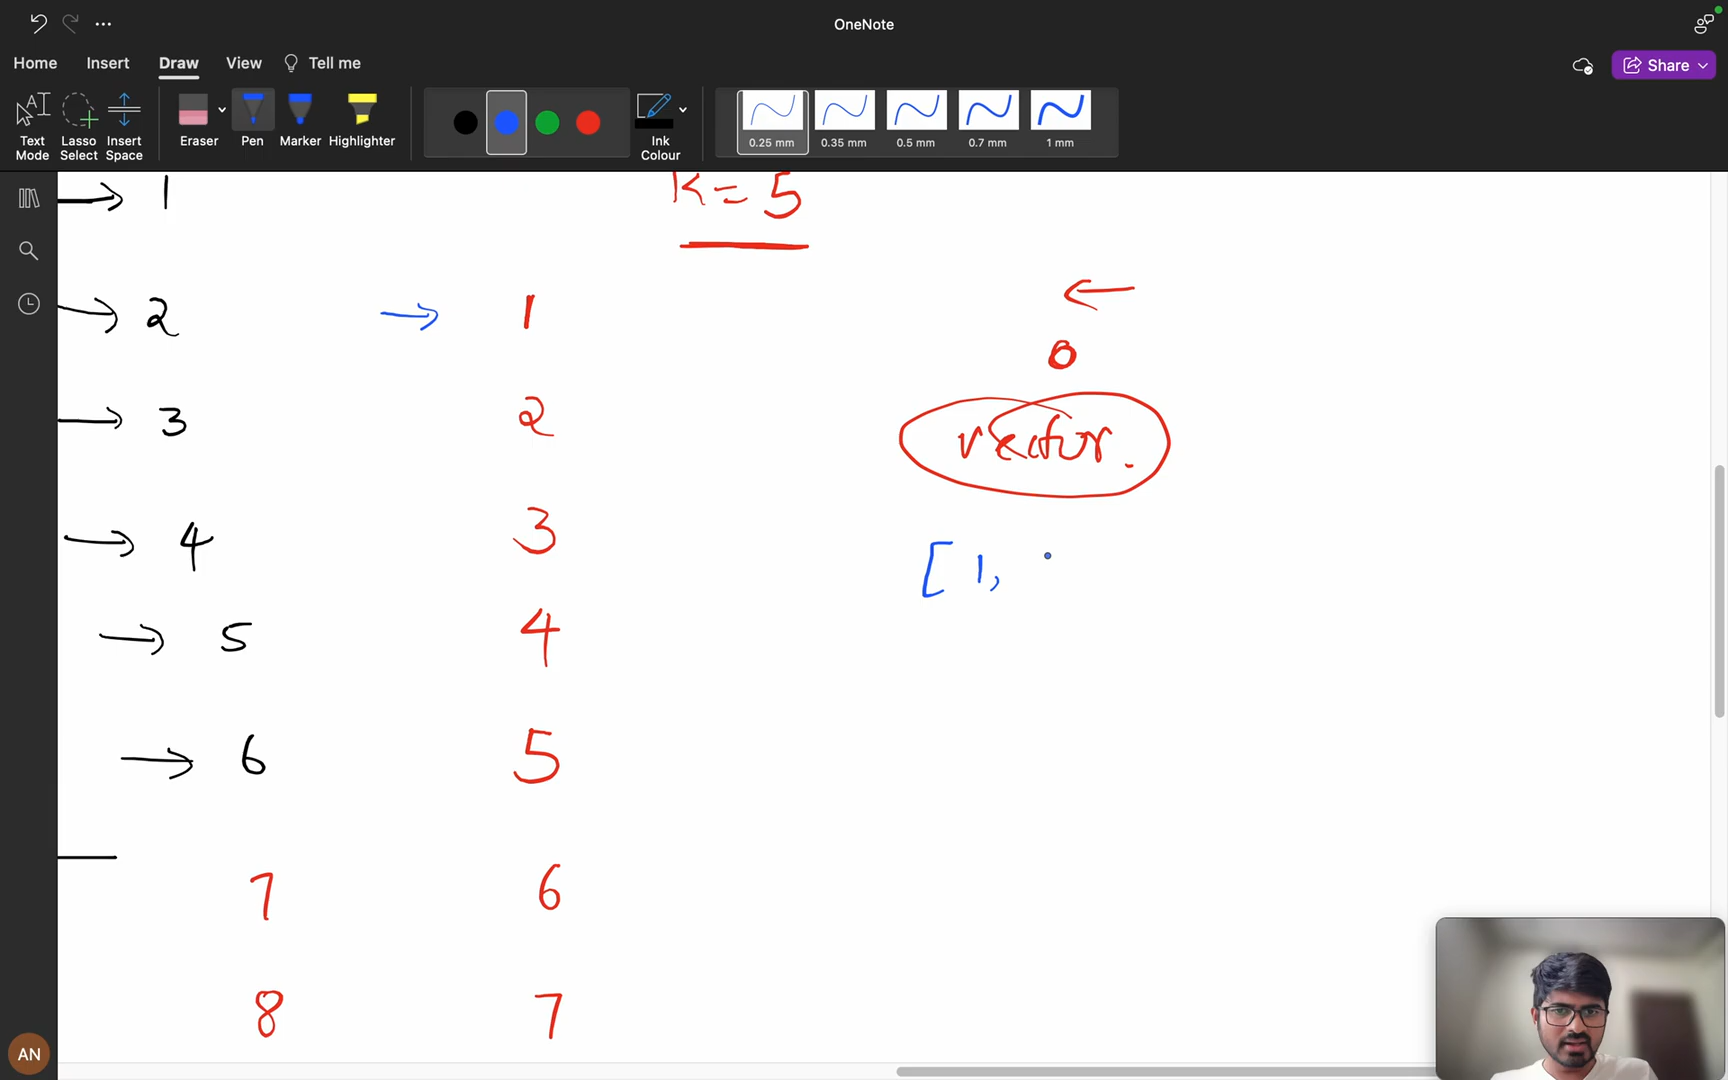 OneNote
Home Insert Draw View Tell me
Share
Text Mode
Lasso Select
Insert Space
Eraser
Pen
Marker
Highlighter
Ink Colour
0.25 mm
0.35 mm
0.5 mm
0.7 mm
1 mm
→ 1
K = 5
→ 2
→ 1
←
0
→ 3
2
vector.
→ 4
3
[ 1,
→ 5
4
→ 6
5
7
6
8
7
AN